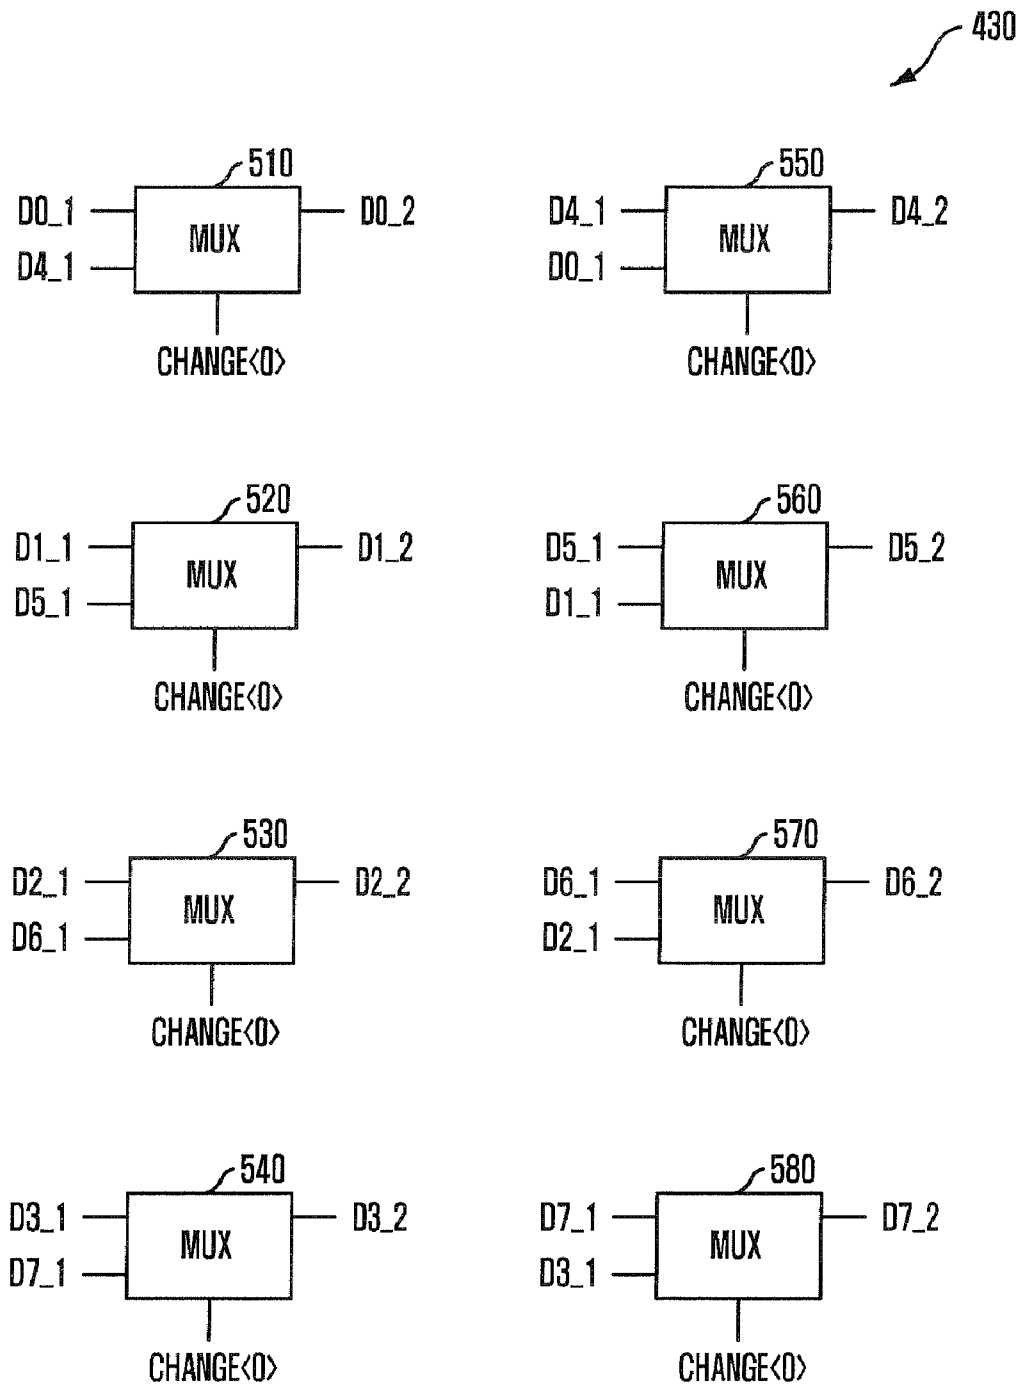 430
510
D0_1
D4_1
MUX
D0_2
CHANGE<0>
550
D4_1
D0_1
MUX
D4_2
CHANGE<0>
520
D1_1
D5_1
MUX
D1_2
CHANGE<0>
560
D5_1
D1_1
MUX
D5_2
CHANGE<0>
530
D2_1
D6_1
MUX
D2_2
CHANGE<0>
570
D6_1
D2_1
MUX
D6_2
CHANGE<0>
540
D3_1
D7_1
MUX
D3_2
CHANGE<0>
580
D7_1
D3_1
MUX
D7_2
CHANGE<0>